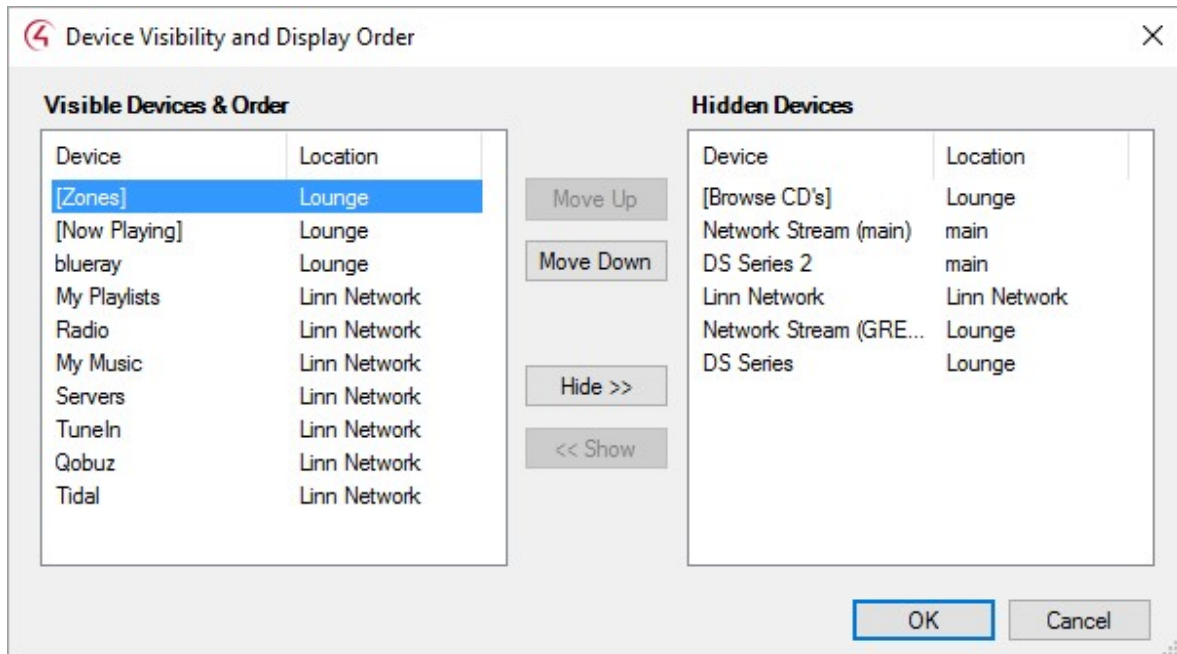 Device Visibility and Display Order
Visible Devices & Order
Device Location
[Zones] Lounge
[Now Playing] Lounge
blueray Lounge
My Playlists Linn Network
Radio Linn Network
My Music Linn Network
Servers Linn Network
TuneIn Linn Network
Qobuz Linn Network
Tidal Linn Network
Move Up
Move Down
Hide >>
<< Show
Hidden Devices
Device Location
[Browse CD's] Lounge
Network Stream (main) main
DS Series 2 main
Linn Network Linn Network
Network Stream (GRE... Lounge
DS Series Lounge
OK Cancel